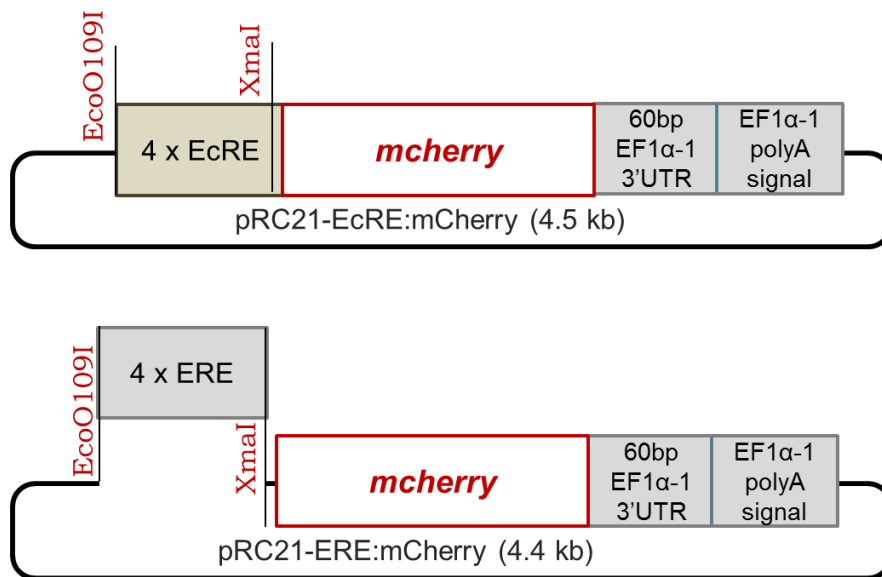 EcoO109I
XmaI
4 x EcRE
mcherry
60bp
EF1α-1
3’UTR
EF1α-1
polyA
signal
pRC21-EcRE:mCherry (4.5 kb)
EcoO109I
4 x ERE
XmaI
mcherry
60bp
EF1α-1
3’UTR
EF1α-1
polyA
signal
pRC21-ERE:mCherry (4.4 kb)